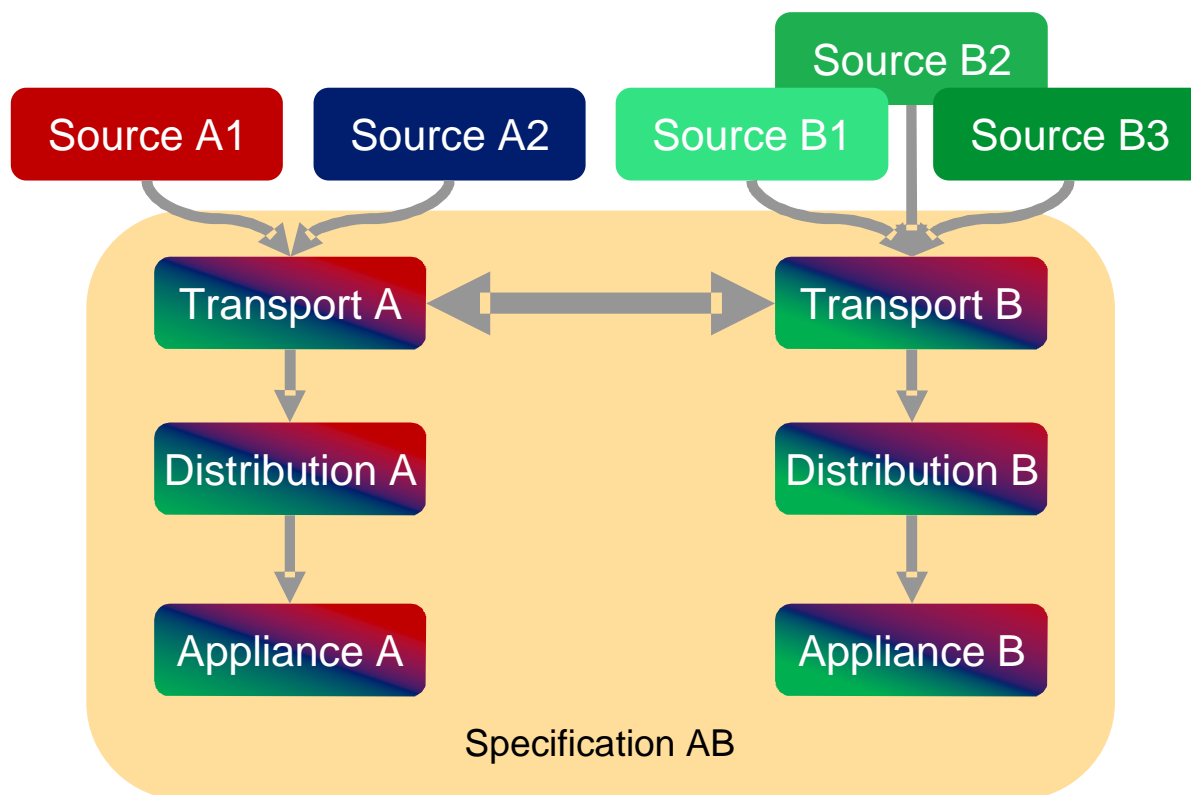 Source B2
Source A1
Source A2
Source B1
Source B3
Transport A
Transport B
Distribution A
Distribution B
Appliance A
Appliance B
Specification AB